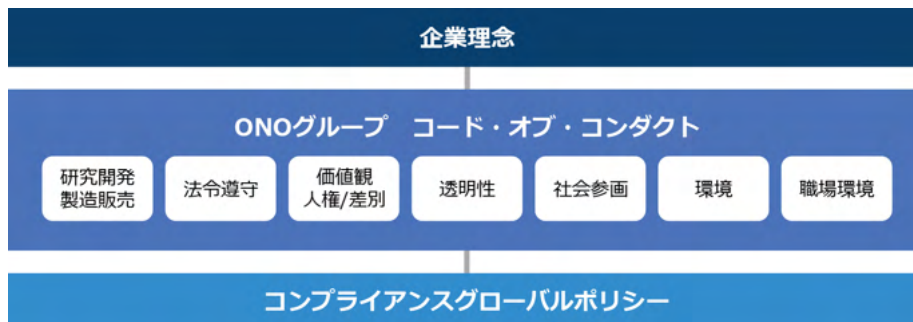 企業理念
ONOグループ　コード・オブ・コンダクト
研究開発
製造販売
法令遵守
価値観
人権/差別
透明性
社会参画
環境
職場環境
コンプライアンスグローバルポリシー